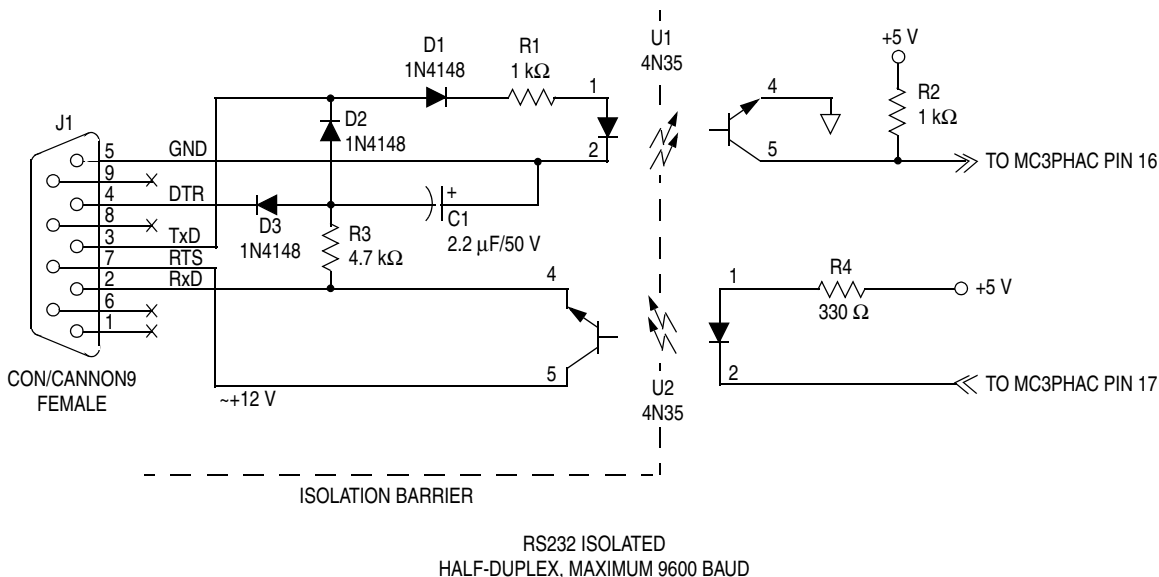 J1
5
9
4
8
3
7
2
6
1
GND
DTR
TxD
RTS
RxD
CON/CANNON9
FEMALE
D1
1N4148
R1
1 kΩ
D2
1N4148
D3
1N4148
R3
4.7 kΩ
+
C1
2.2 μF/50 V
~+12 V
1
2
U1
4N35
4
5
+5 V
R2
1 kΩ
TO MC3PHAC PIN 16
4
5
U2
4N35
1
2
R4
330 Ω
+5 V
TO MC3PHAC PIN 17
ISOLATION BARRIER
RS232 ISOLATED
HALF-DUPLEX, MAXIMUM 9600 BAUD